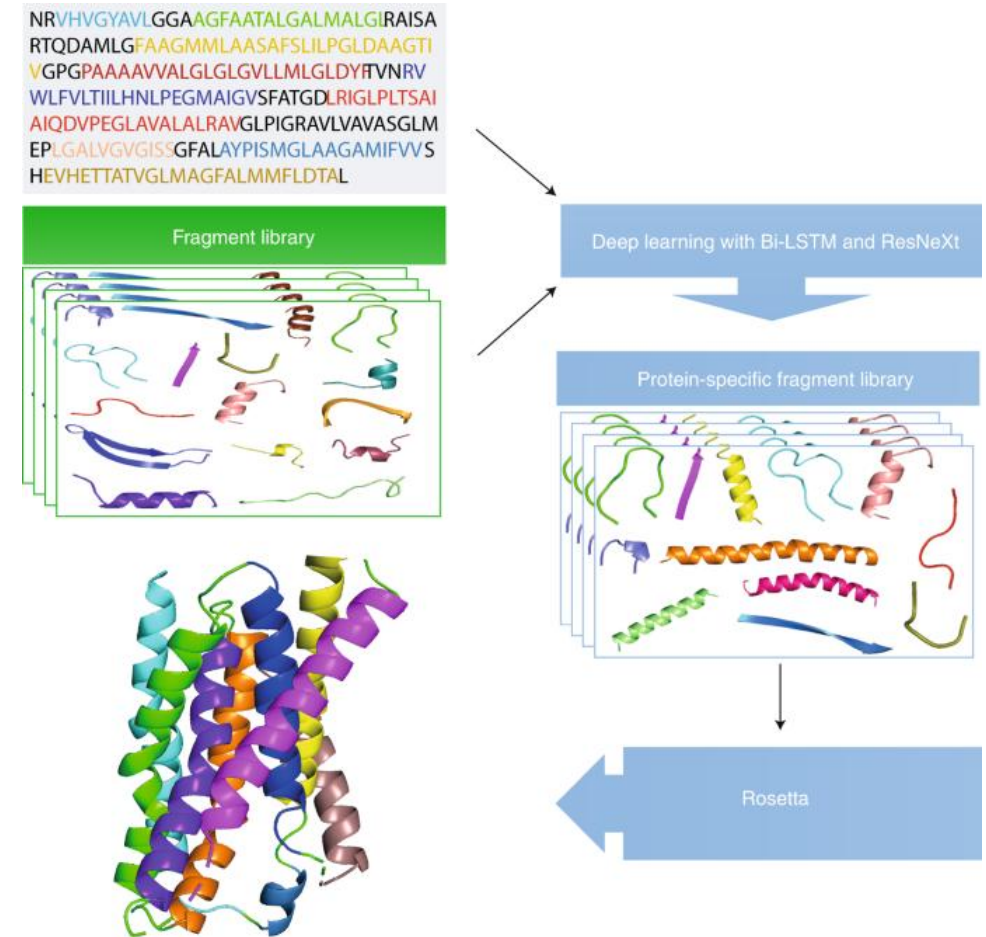 NRVHVGYAVLGGAAGFAATALGALMALGLRAISA
RTQDAMLGFAAGMMLAASAFSLILPGLDAAGTI
VGPGPAAAAVVALGLGLGVLLMLGLDYFTVNRV
WLFVLTIILHNLPEGMAIGVSFATGDLRIGLPLTSAI
AIQDVPEGLAVALALRAVGLPIGRAVLVAVASGLM
EPLGALVGVGISSGFALAYPISMGLAAGAMIFVVS
HEVHETTATVGLMAGFALMMFLDTAL
Fragment library
Deep learning with Bi-LSTM and ResNeXt
Protein-specific fragment library
Rosetta